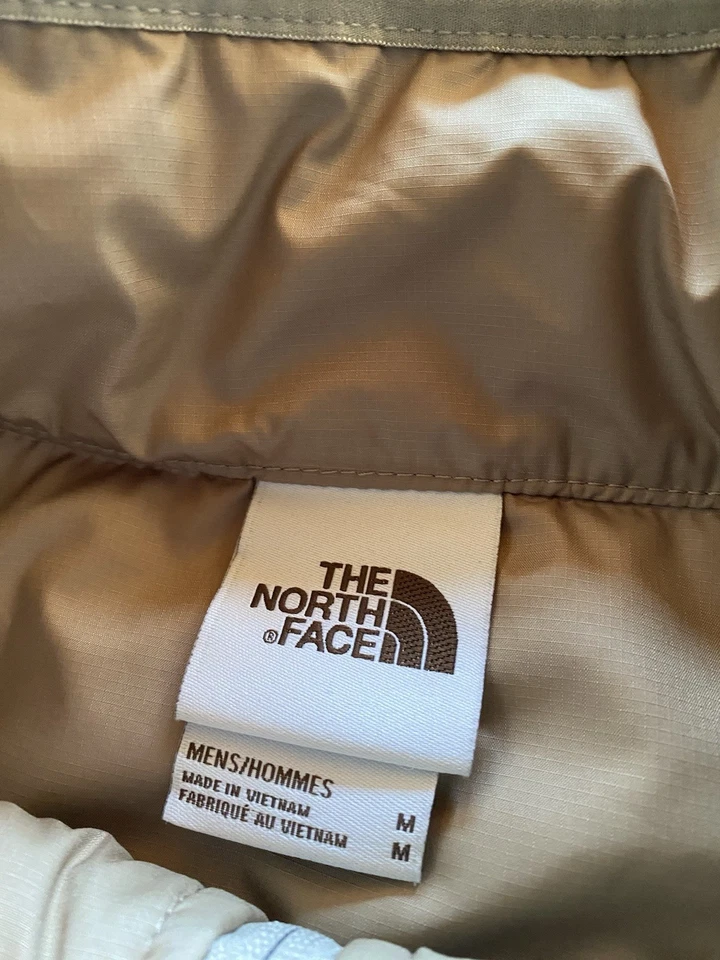 THE
NORTH
®FACE
MENS/HOMMES
MADE IN VIETNAM M
FABRIQUÉ AU VIETNAM M